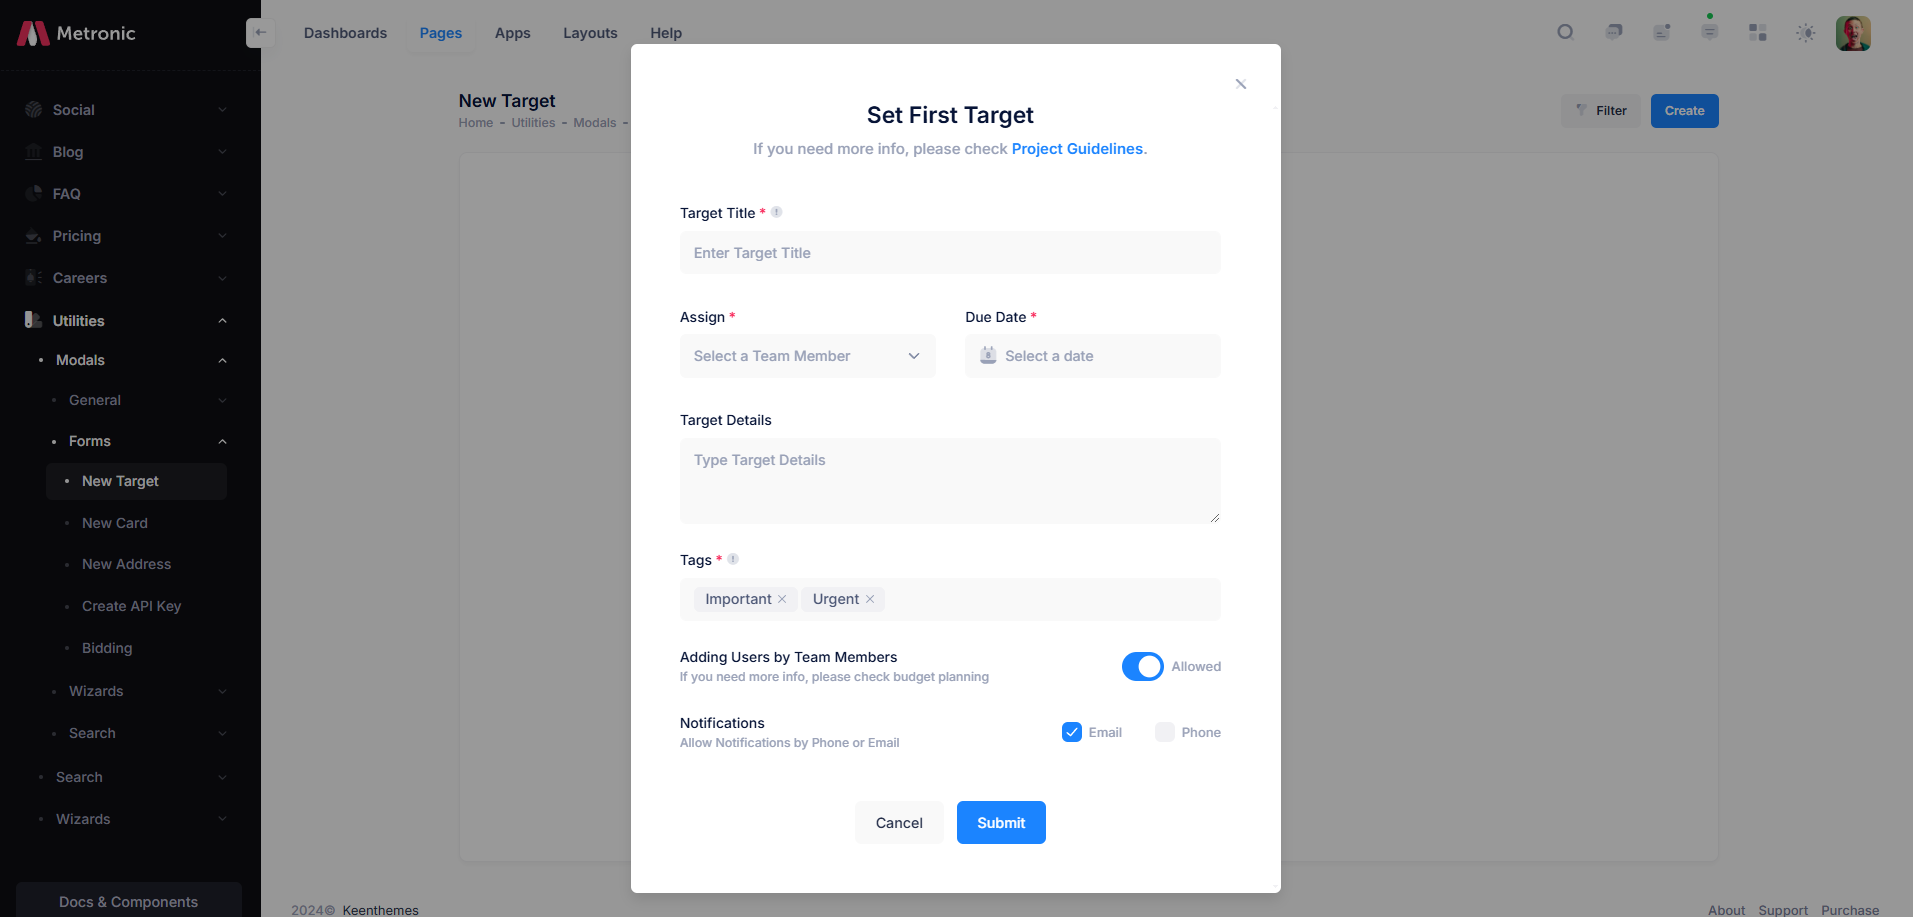 Metronic
Dashboards Pages Apps Layouts Help
Social
Blog
FAQ
Pricing
Careers
Utilities
Modals
General
Forms
New Target
New Card
New Address
Create API Key
Bidding
Wizards
Search
Search
Wizards
Docs & Components
New Target
Home - Utilities - Modals -
Filter Create
Set First Target
If you need more info, please check Project Guidelines.
Target Title *
Enter Target Title
Assign * Due Date *
Select a Team Member Select a date
Target Details
Type Target Details
Tags *
Important Urgent
Adding Users by Team Members
If you need more info, please check budget planning
Allowed
Notifications
Allow Notifications by Phone or Email
Email Phone
Cancel Submit
2024© Keenthemes
About Support Purchase